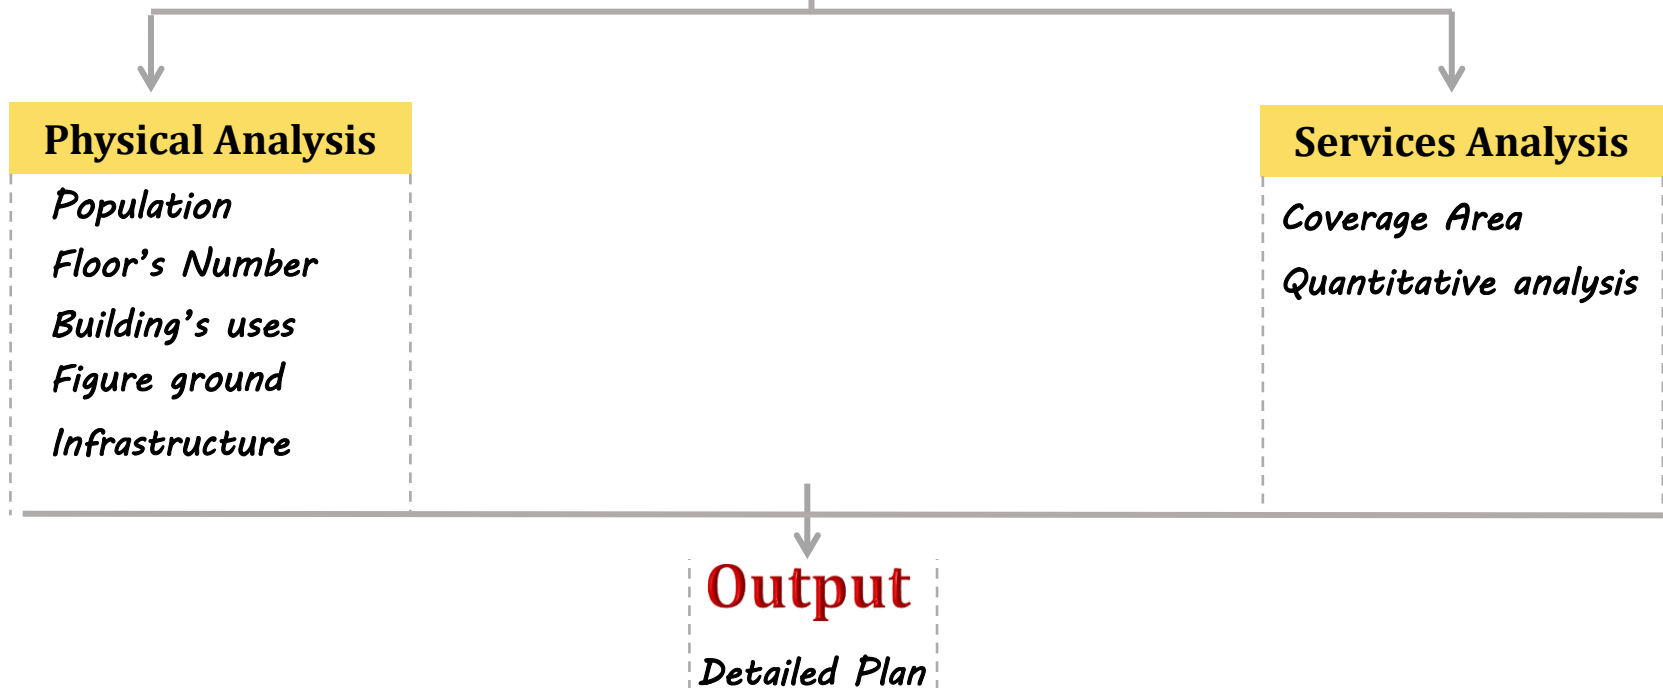 Physical Analysis
Population
Floor’s Number
Building’s uses
Figure ground
Infrastructure
Services Analysis
Coverage Area
Quantitative analysis
Output
Detailed Plan